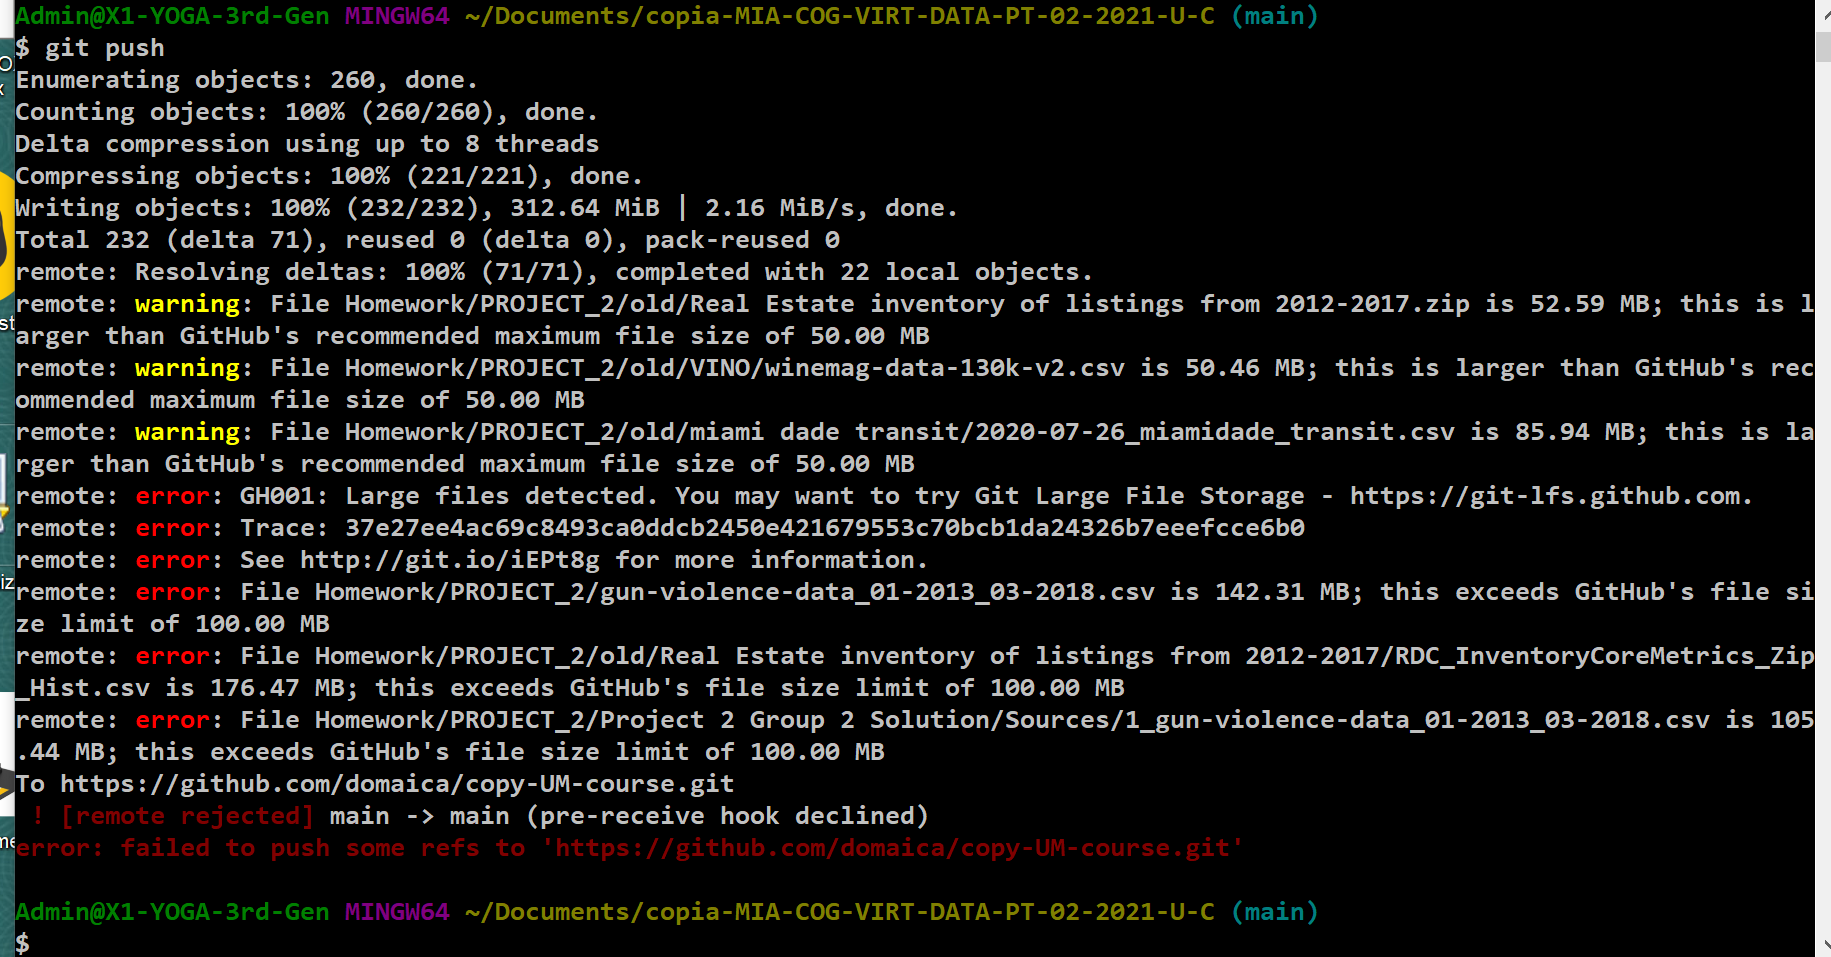 Admin@X1-YOGA-3rd-Gen MINGW64 ~/Documents/copia-MIA-COG-VIRT-DATA-PT-02-2021-U-C (main)
$ git push
Enumerating objects: 260, done.
Counting objects: 100% (260/260), done.
Delta compression using up to 8 threads
Compressing objects: 100% (221/221), done.
Writing objects: 100% (232/232), 312.64 MiB | 2.16 MiB/s, done.
Total 232 (delta 71), reused 0 (delta 0), pack-reused 0
remote: Resolving deltas: 100% (71/71), completed with 22 local objects.
remote: warning: File Homework/PROJECT_2/old/Real Estate inventory of listings from 2012-2017.zip is 52.59 MB; this is l
arger than GitHub's recommended maximum file size of 50.00 MB
remote: warning: File Homework/PROJECT_2/old/VINO/winemag-data-130k-v2.csv is 50.46 MB; this is larger than GitHub's rec
ommended maximum file size of 50.00 MB
remote: warning: File Homework/PROJECT_2/old/miami dade transit/2020-07-26_miamidade_transit.csv is 85.94 MB; this is la
rger than GitHub's recommended maximum file size of 50.00 MB
remote: error: GH001: Large files detected. You may want to try Git Large File Storage - https://git-lfs.github.com.
remote: error: Trace: 37e27ee4ac69c8493ca0ddcb2450e421679553c70bcb1da24326b7eeefcce6b0
remote: error: See http://git.io/iEPt8g for more information.
remote: error: File Homework/PROJECT_2/gun-violence-data_01-2013_03-2018.csv is 142.31 MB; this exceeds GitHub's file si
ze limit of 100.00 MB
remote: error: File Homework/PROJECT_2/old/Real Estate inventory of listings from 2012-2017/RDC_InventoryCoreMetrics_Zip
_Hist.csv is 176.47 MB; this exceeds GitHub's file size limit of 100.00 MB
remote: error: File Homework/PROJECT_2/Project 2 Group 2 Solution/Sources/1_gun-violence-data_01-2013_03-2018.csv is 105
.44 MB; this exceeds GitHub's file size limit of 100.00 MB
To https://github.com/domaica/copy-UM-course.git
 ! [remote rejected] main -> main (pre-receive hook declined)
error: failed to push some refs to 'https://github.com/domaica/copy-UM-course.git'
Admin@X1-YOGA-3rd-Gen MINGW64 ~/Documents/copia-MIA-COG-VIRT-DATA-PT-02-2021-U-C (main)
$